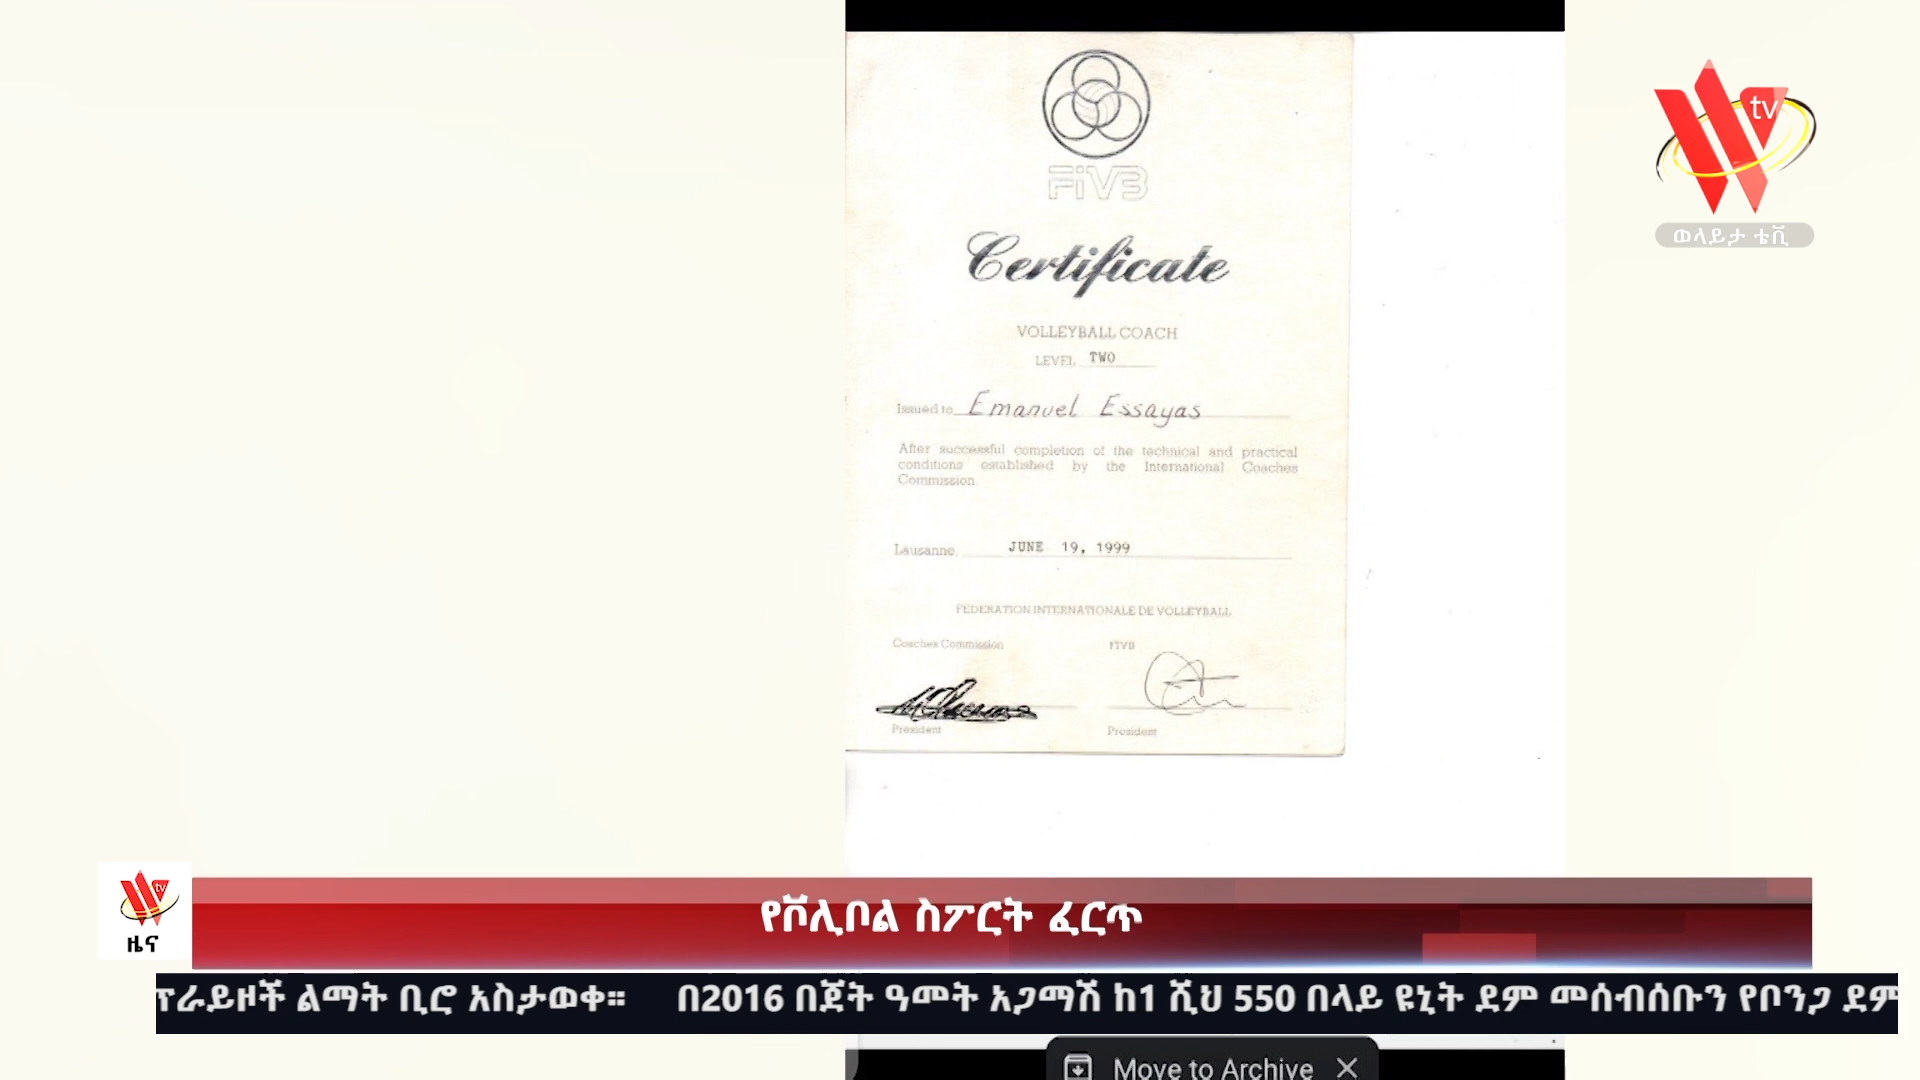 FIVB
tv
ወላይታ ቲቪ
Certificate
VOLLEYBALL COACH
LEVEL TWO
Issued to Emanuel Essayas
After successful completion of the technical and practical
conditions established by the International Coaches
Commission.
Lausanne, JUNE 19, 1999
FEDERATION INTERNATIONALE DE VOLLEYBALL
Coaches Commission FIVB
President President
tv
ዜና
የቮሊቦል ስፖርት ፈርጥ
ፕራይዞች ልማት ቢሮ አስታወቀ። በ2016 በጀት ዓመት አጋማሽ ከ1 ሺህ 550 በላይ ዩኒት ደም መሰብሰቡን የቦንጋ ደም
Move to Archive